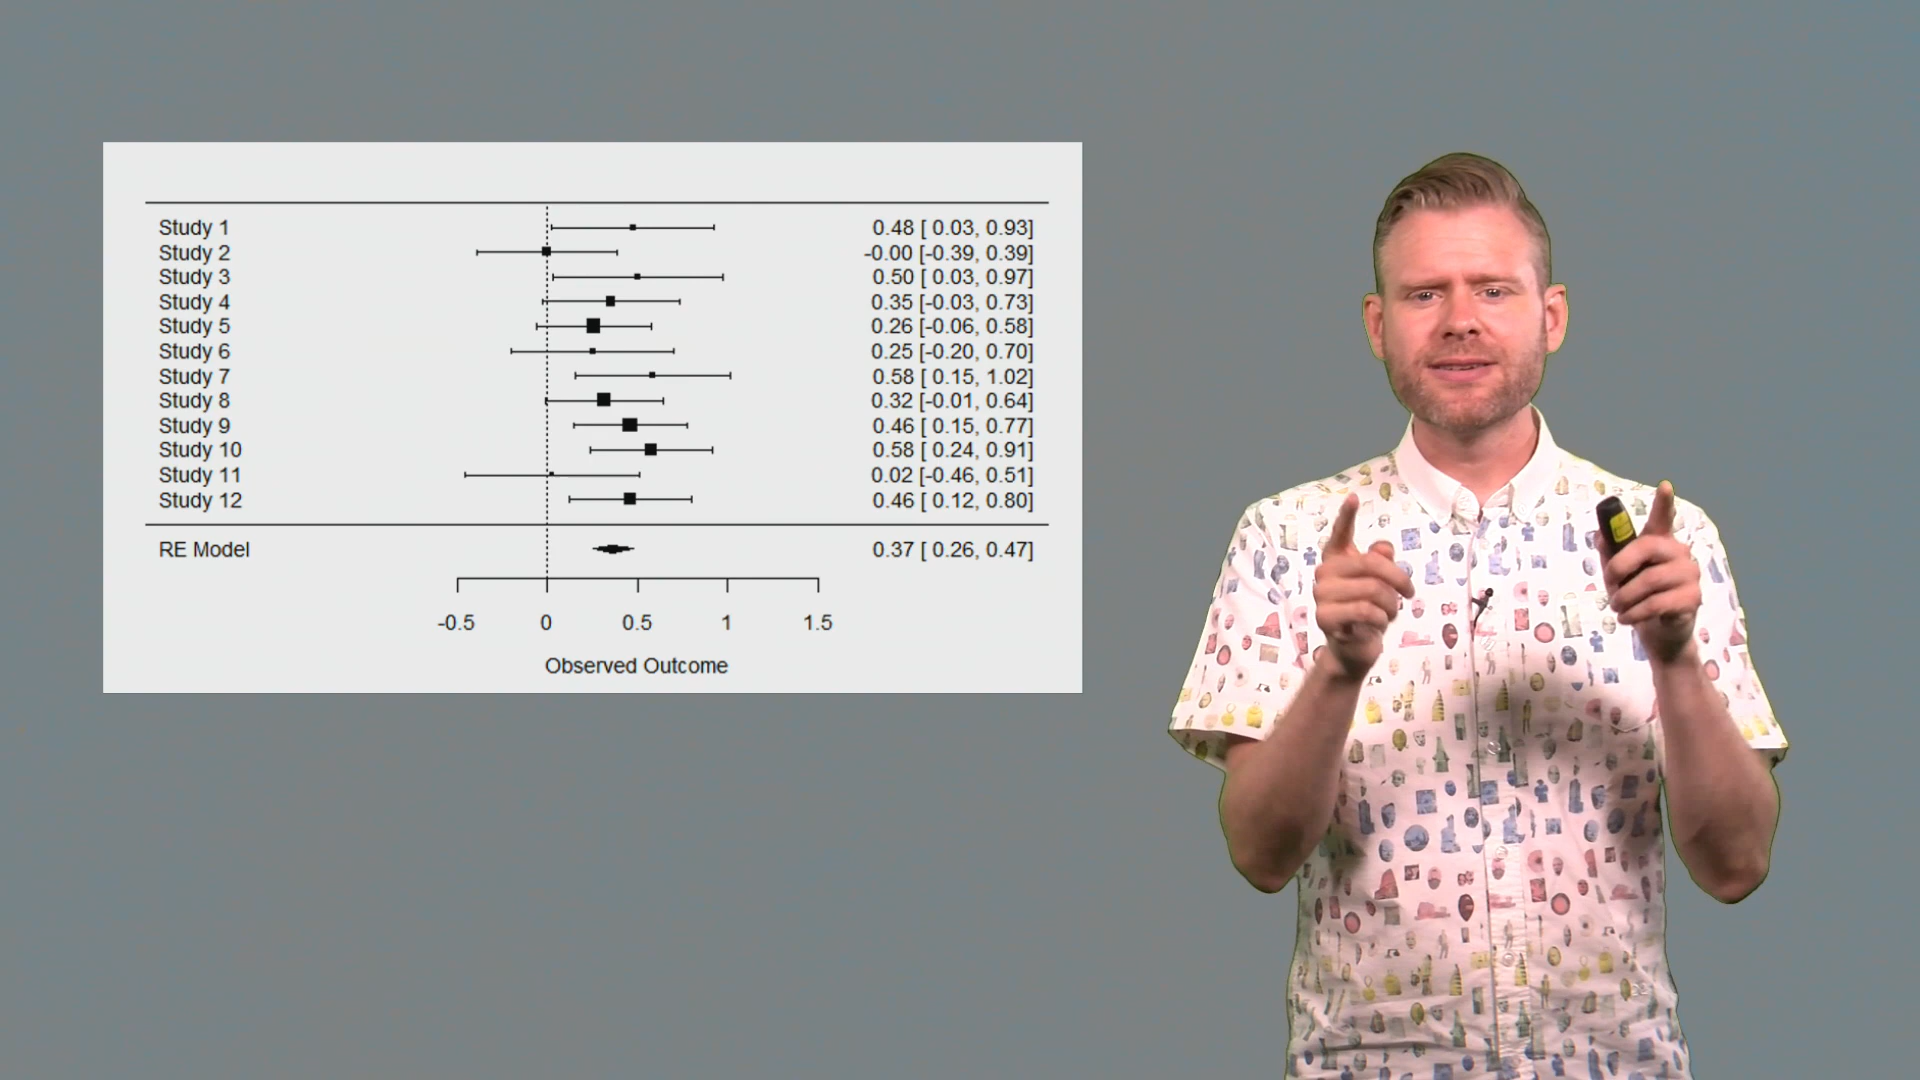 Study 1 0.48 [ 0.03, 0.93]
Study 2 -0.00 [-0.39, 0.39]
Study 3 0.50 [ 0.03, 0.97]
Study 4 0.35 [-0.03, 0.73]
Study 5 0.26 [-0.06, 0.58]
Study 6 0.25 [-0.20, 0.70]
Study 7 0.58 [ 0.15, 1.02]
Study 8 0.32 [-0.01, 0.64]
Study 9 0.46 [ 0.15, 0.77]
Study 10 0.58 [ 0.24, 0.91]
Study 11 0.02 [-0.46, 0.51]
Study 12 0.46 [ 0.12, 0.80]
RE Model 0.37 [ 0.26, 0.47]
-0.5 0 0.5 1 1.5
Observed Outcome